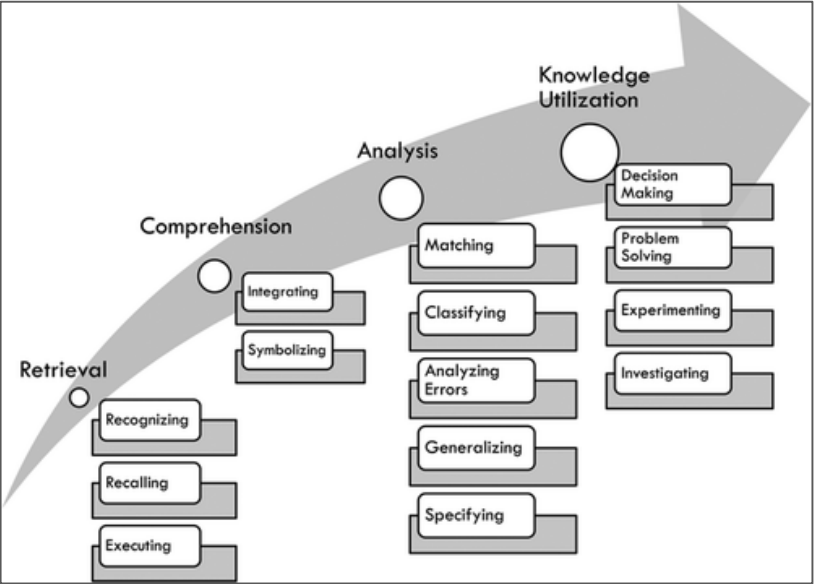 Retrieval
Recognizing
Recalling
Executing
Comprehension
Integrating
Symbolizing
Analysis
Matching
Classifying
Analyzing
Errors
Generalizing
Specifying
Knowledge
Utilization
Decision
Making
Problem
Solving
Experimenting
Investigating